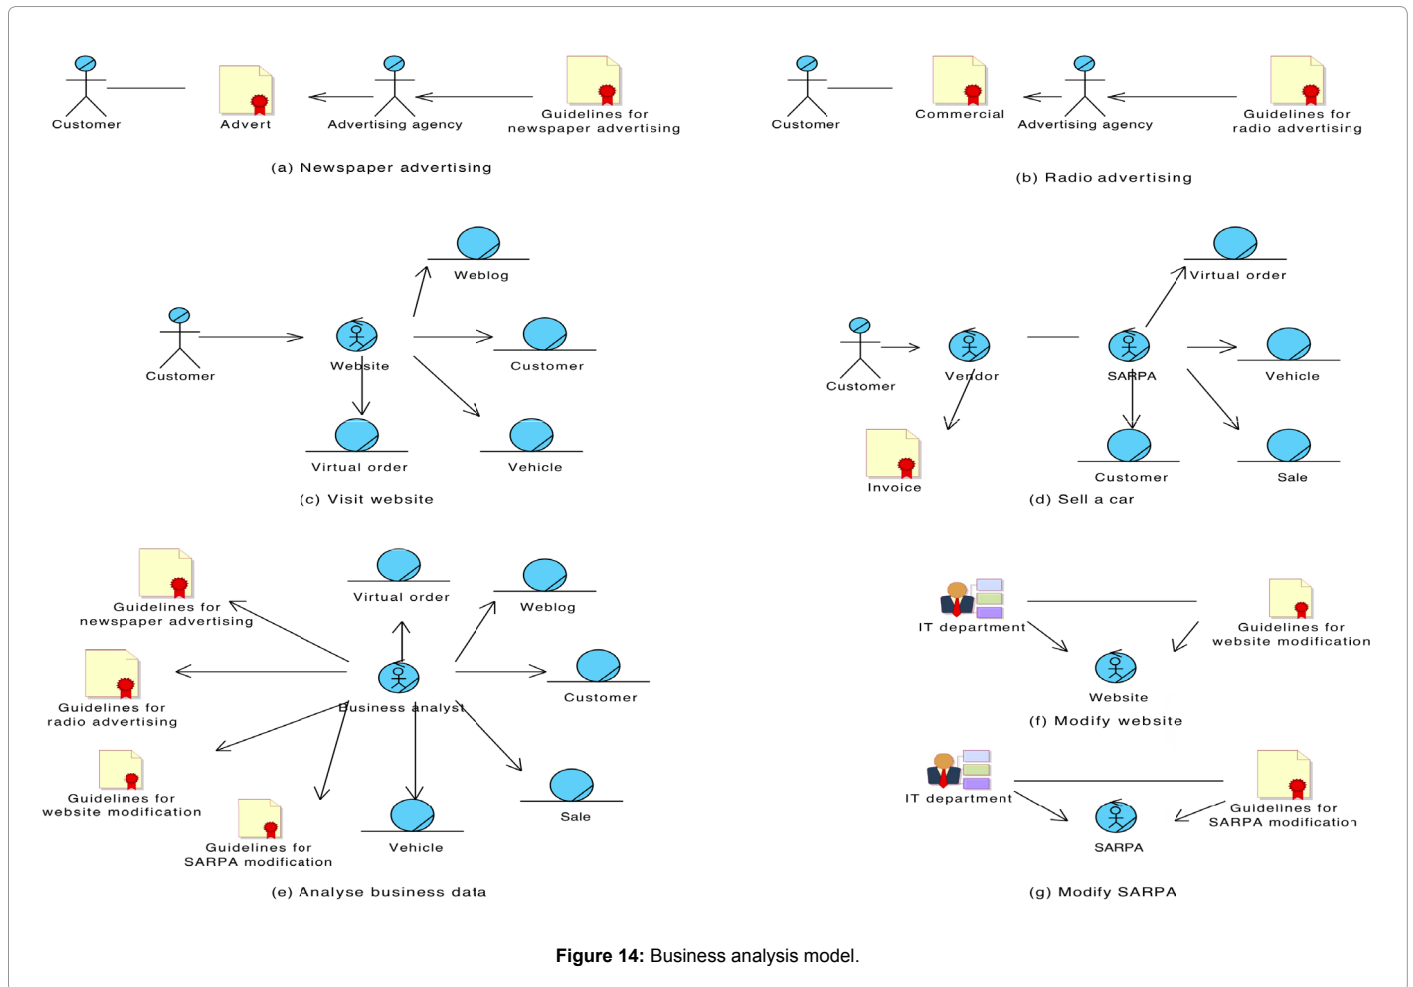 Customer
Advert
Advertising agency
Guidelines for
newspaper advertising
(a) Newspaper advertising
Customer
Commercial
Advertising agency
Guidelines for
radio advertising
(b) Radio advertising
Weblog
Customer
Website
Customer
Virtual order
Vehicle
(c) Visit website
Virtual order
Customer
Vendor
SARPA
Vehicle
Invoice
Customer
Sale
(d) Sell a car
Guidelines for
newspaper advertising
Virtual order
Weblog
Guidelines for
radio advertising
Business analyst
Customer
Guidelines for
website modification
Guidelines for
SARPA modification
Vehicle
Sale
(e) Analyse business data
IT department
Guidelines for
website modification
Website
(f) Modify website
IT department
Guidelines for
SARPA modification
SARPA
(g) Modify SARPA
Figure 14: Business analysis model.